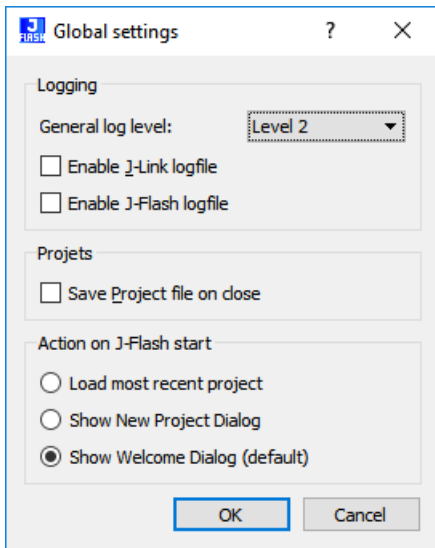 J
FLASH
Global settings
?
Logging
General log level:
Level 2
Enable J-Link logfile
Enable J-Flash logfile
Projets
Save Project file on close
Action on J-Flash start
Load most recent project
Show New Project Dialog
Show Welcome Dialog (default)
OK
Cancel